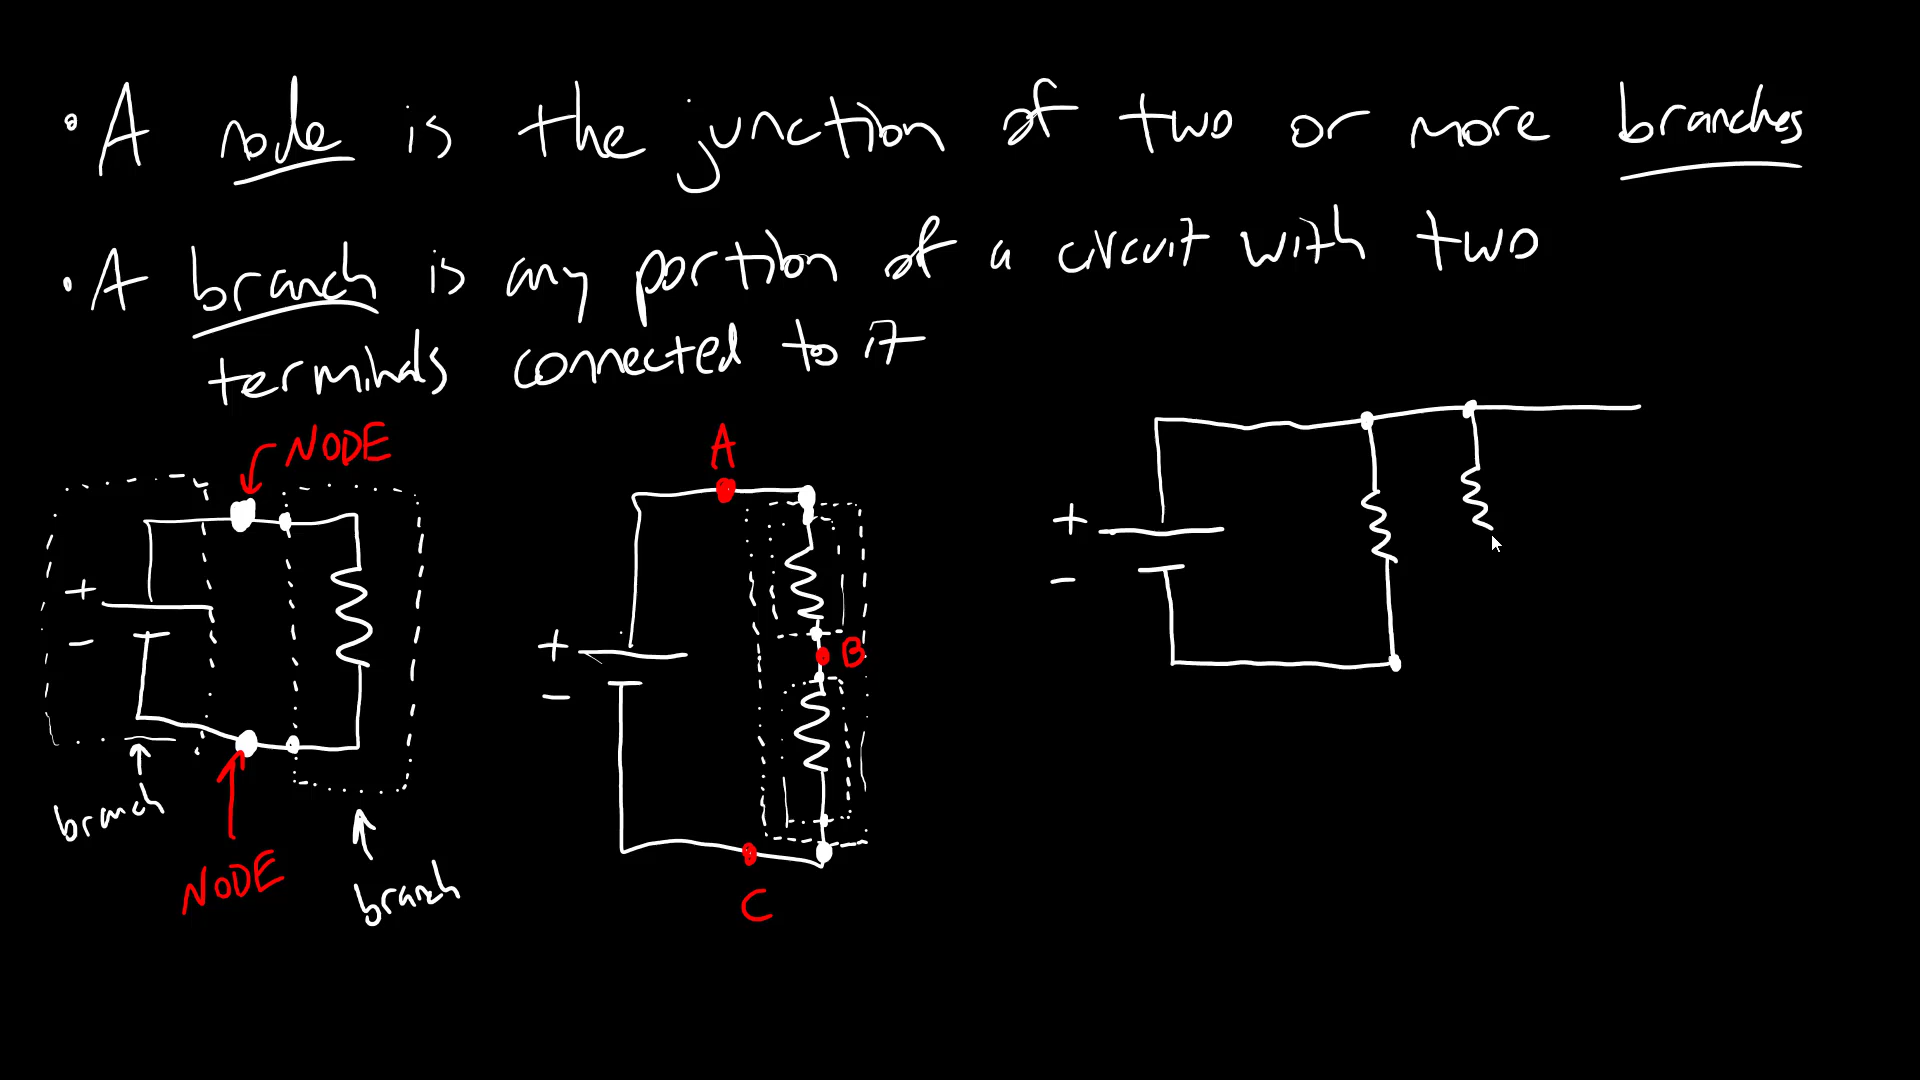 • A node is the junction of two or more branches
• A branch is any portion of a circuit with two
terminals connected to it
NODE
A
+
-
B
+
-
+
-
branch
NODE
branch
C